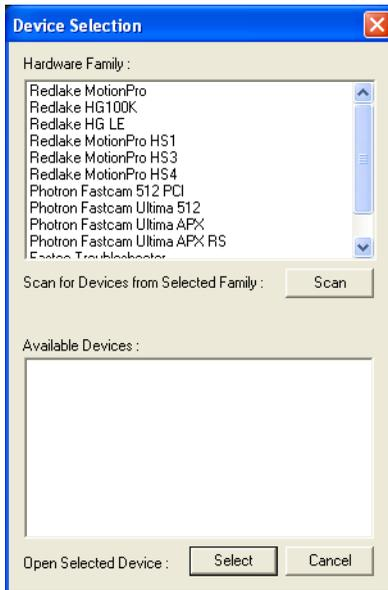 Device Selection
Hardware Family :
Redlake MotionPro
Redlake HG100K
Redlake HG LE
Redlake MotionPro HS1
Redlake MotionPro HS3
Redlake MotionPro HS4
Photron Fastcam 512 PCI
Photron Fastcam Ultima 512
Photron Fastcam Ultima APX
Photron Fastcam Ultima APX RS
Scan for Devices from Selected Family : Scan
Available Devices :
Open Selected Device : Select Cancel